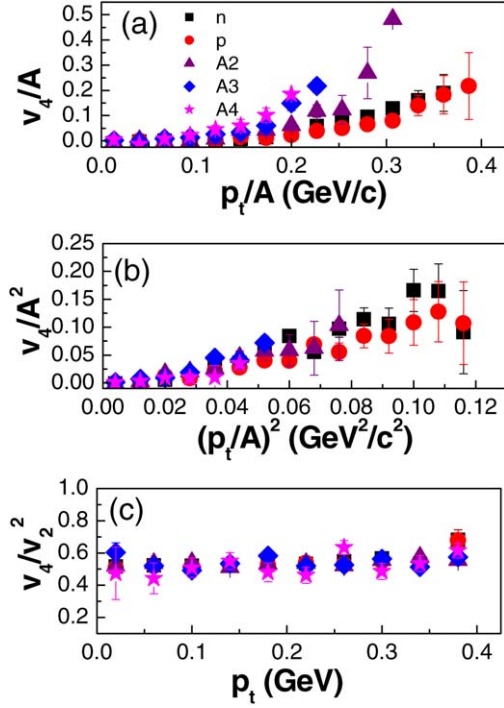 (a)
n
p
A2
A3
A4
v₄/A
0.5
0.4
0.3
0.2
0.1
0.0
0.0 0.1 0.2 0.3 0.4
pₜ/A (GeV/c)
(b)
v₄/A²
0.25
0.20
0.15
0.10
0.05
0.00
0.00 0.02 0.04 0.06 0.08 0.10 0.12
(pₜ/A)² (GeV²/c²)
(c)
v₄/v₂²
1.0
0.8
0.6
0.4
0.2
0.0 0.1 0.2 0.3 0.4
pₜ (GeV)